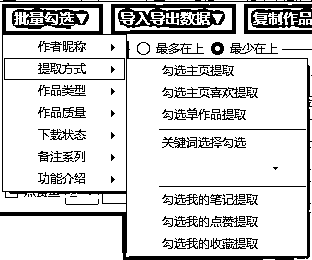 批量勾选▼ 导入导出数据▼ 复制作品
作者昵称
最多在上 最少在上
提取方式
作品类型
作品质量
下载状态
备注系列
功能介绍
勾选主页提取
勾选主页喜欢提取
勾选单作品提取
关键词选择勾选
勾选我的笔记提取
勾选我的点赞提取
勾选我的收藏提取